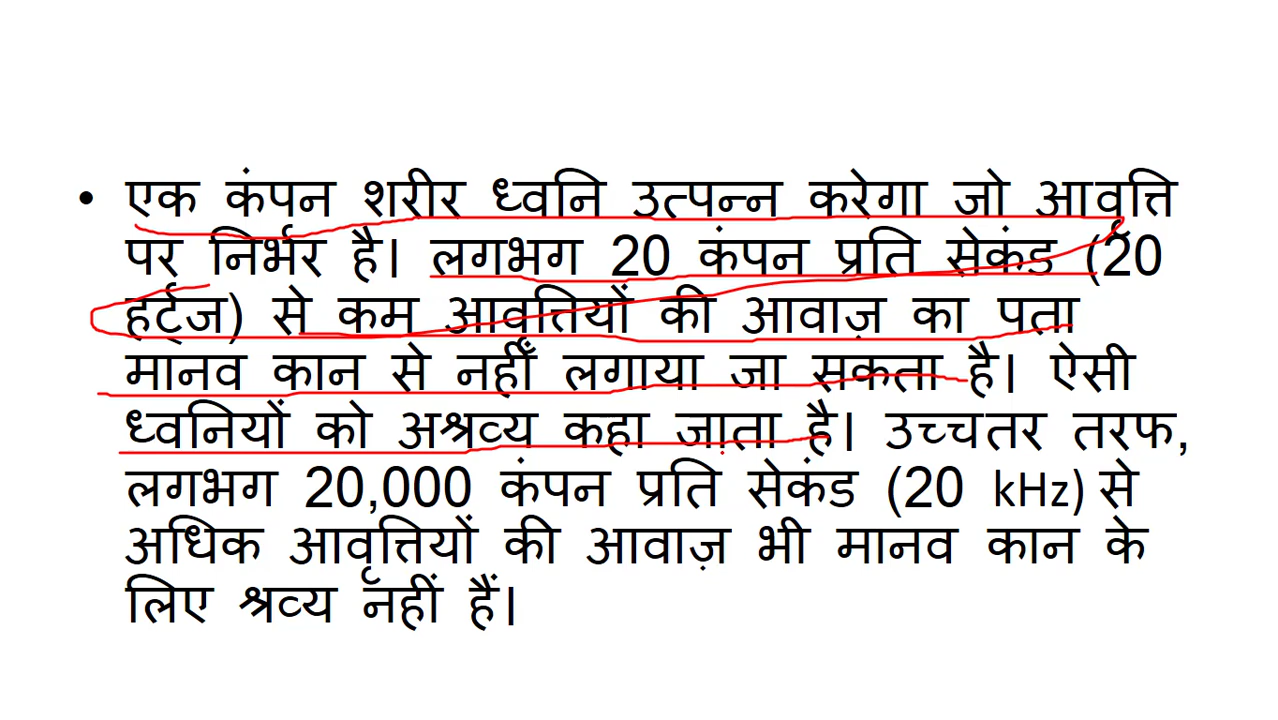 • एक कंपन शरीर ध्वनि उत्पन्न करेगा जो आवृत्ति
पर निर्भर है। लगभग 20 कंपन प्रति सेकंड (20
हर्ट्ज) से कम आवृत्तियों की आवाज़ का पता
मानव कान से नहीं लगाया जा सकता है। ऐसी
ध्वनियों को अश्रव्य कहा जाता है। उच्चतर तरफ,
लगभग 20,000 कंपन प्रति सेकंड (20 kHz) से
अधिक आवृत्तियों की आवाज़ भी मानव कान के
लिए श्रव्य नहीं हैं।